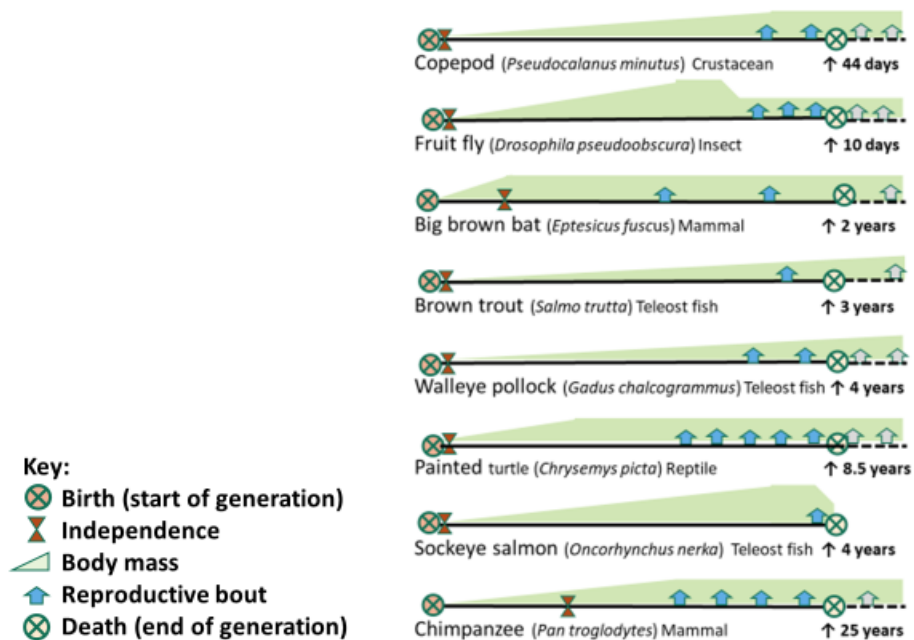 Copepod (Pseudocalanus minutus) Crustacean ↑ 44 days
Fruit fly (Drosophila pseudoobscura) Insect ↑ 10 days
Big brown bat (Eptesicus fuscus) Mammal ↑ 2 years
Brown trout (Salmo trutta) Teleost fish ↑ 3 years
Walleye pollock (Gadus chalcogrammus) Teleost fish ↑ 4 years
Painted turtle (Chrysemys picta) Reptile ↑ 8.5 years
Sockeye salmon (Oncorhynchus nerka) Teleost fish ↑ 4 years
Chimpanzee (Pan troglodytes) Mammal ↑ 25 years
Key:
Birth (start of generation)
Independence
Body mass
Reproductive bout
Death (end of generation)